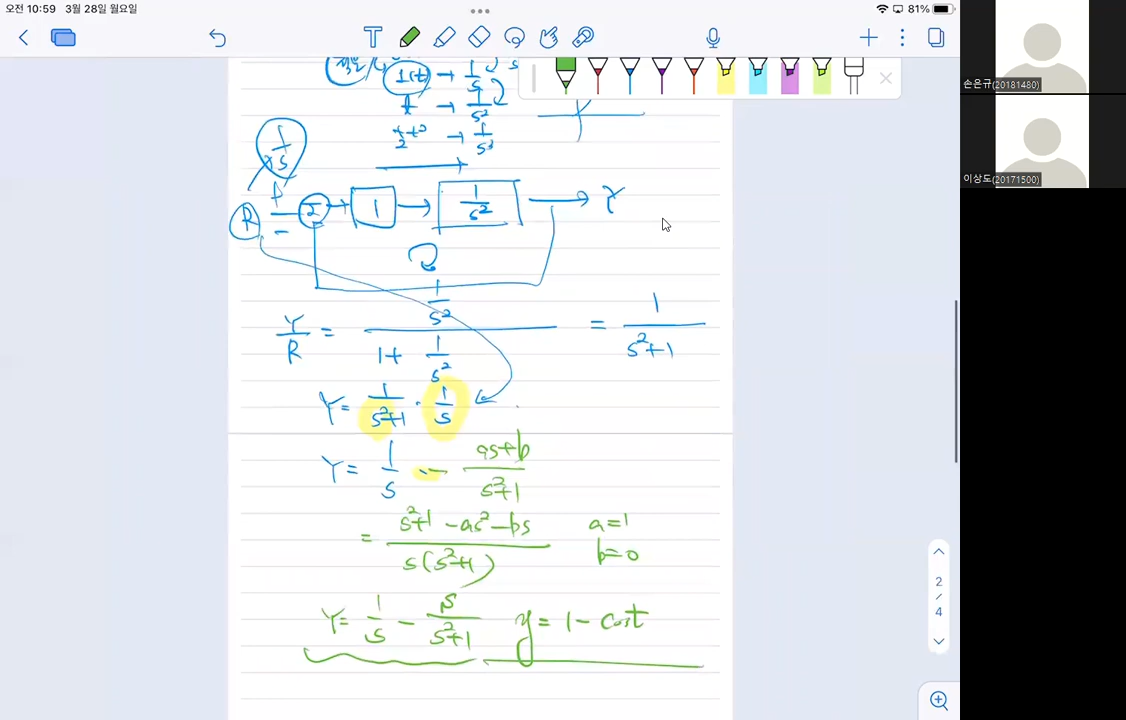 오전 10:59 3월 28일 월요일
81%
손은규(20181480)
이상도(20171500)
1(t) → 1/s
t → 1/s²
→ 1/s³
1/s
R
1
1/s²
Y/R = (1/s²)/(1+ 1/s²) = 1/(s²+1)
Y= 1/(s²+1) · 1/s
Y= 1/s − (as+b)/(s²+1)
= (s²+1 -as² -bs)/(s(s²+1)) a=1
b=0
Y= 1/s − s/(s²+1) y = 1 − cost
2
/
4